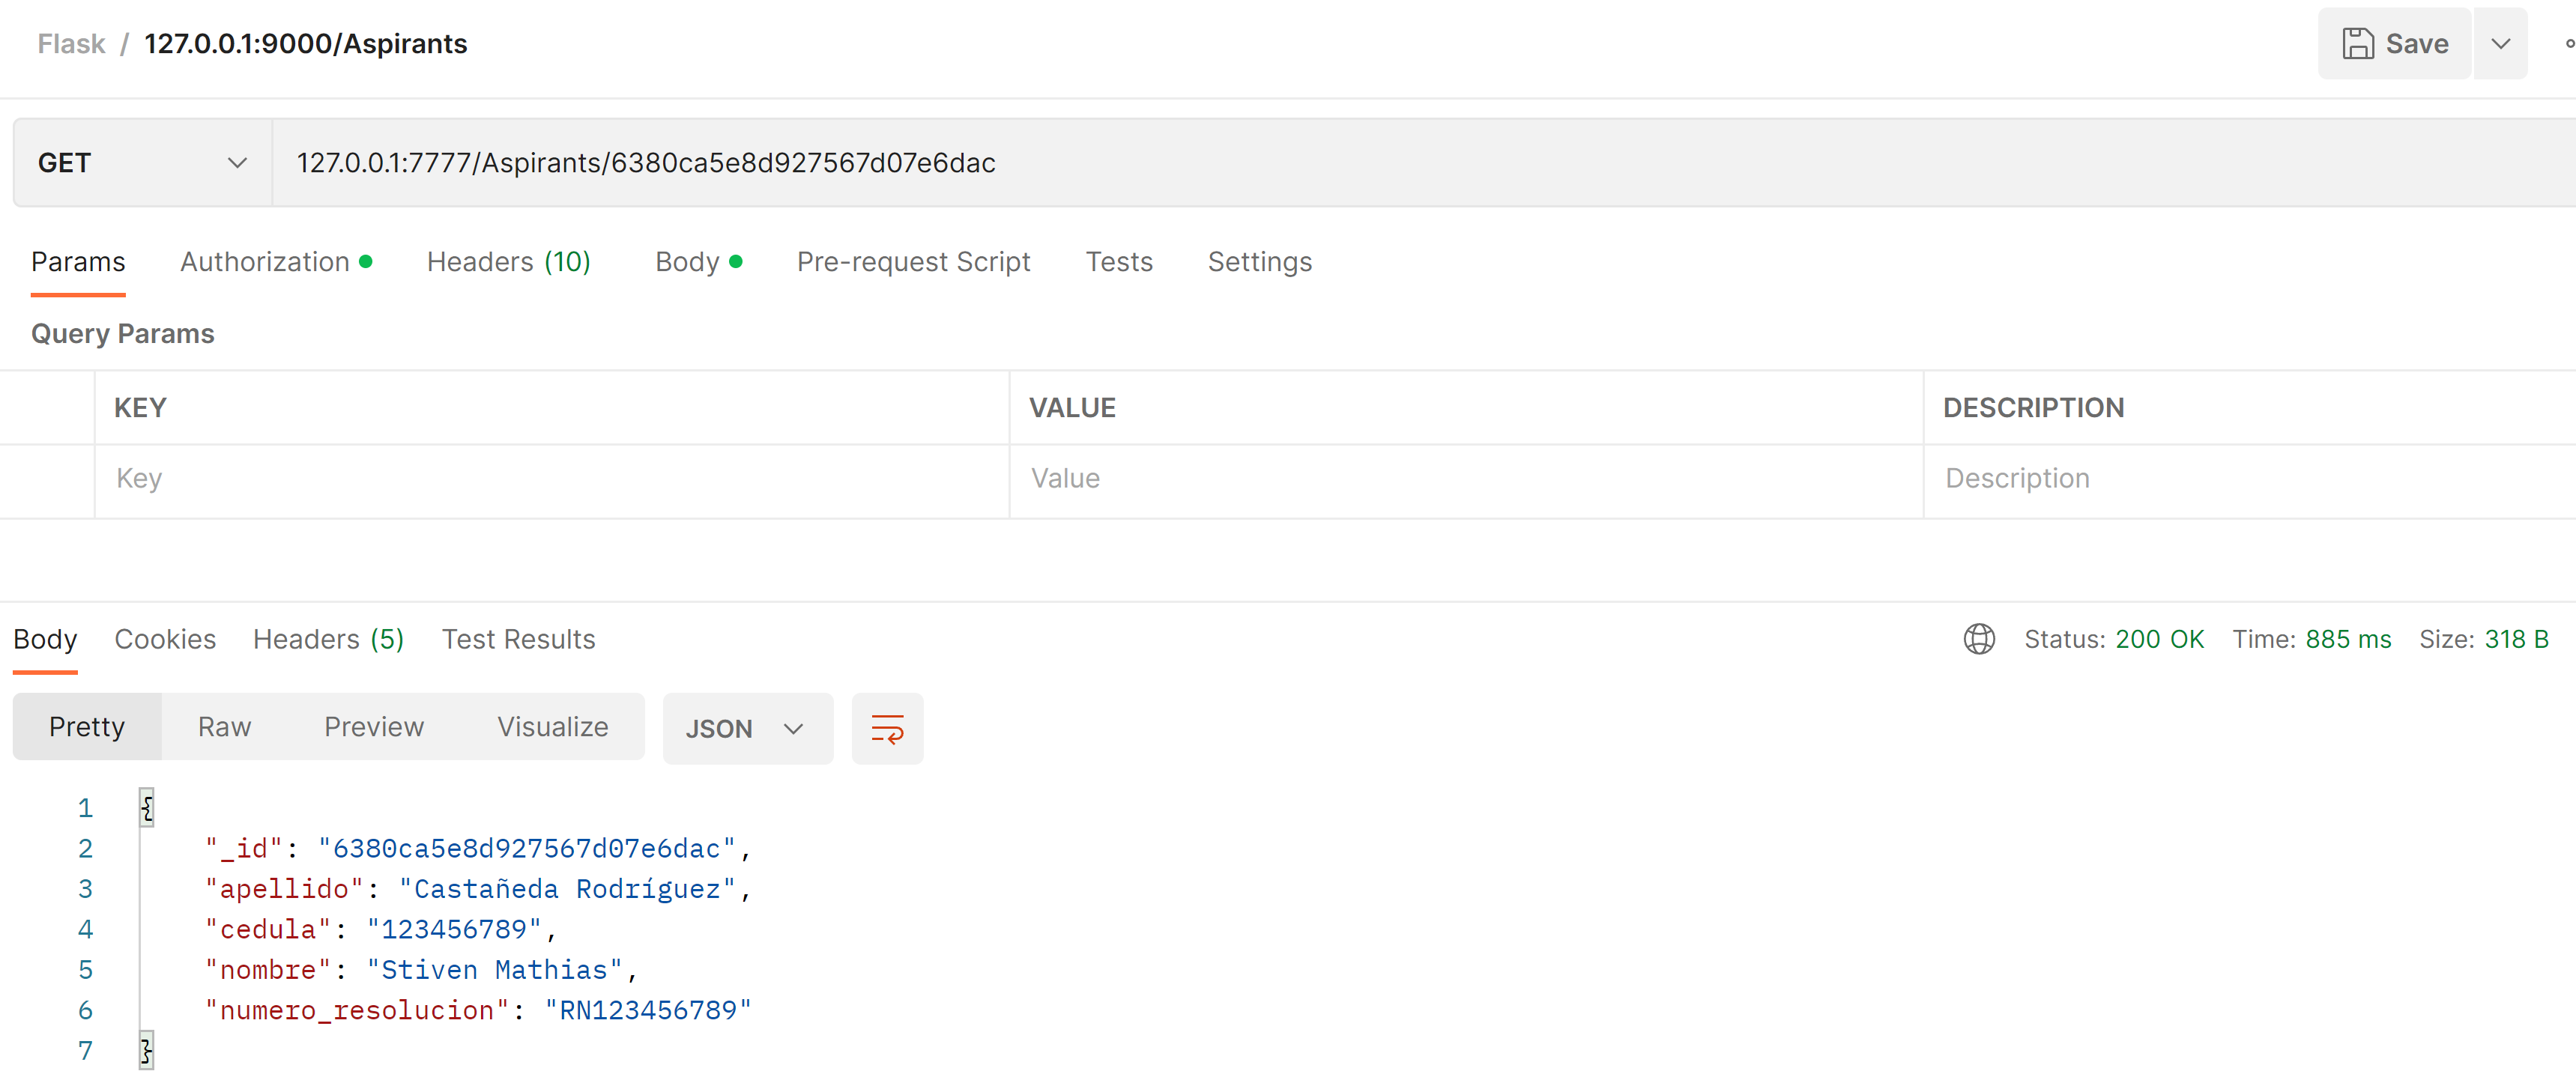 Flask / 127.0.0.1:9000/Aspirants
Save
GET 127.0.0.1:7777/Aspirants/6380ca5e8d927567d07e6dac
Params Authorization Headers (10) Body Pre-request Script Tests Settings
Query Params
KEY VALUE DESCRIPTION
Key Value Description
Body Cookies Headers (5) Test Results Status: 200 OK Time: 885 ms Size: 318 B
Pretty Raw Preview Visualize JSON
1 {
2 "_id": "6380ca5e8d927567d07e6dac",
3 "apellido": "Castañeda Rodríguez",
4 "cedula": "123456789",
5 "nombre": "Stiven Mathias",
6 "numero_resolucion": "RN123456789"
7 }